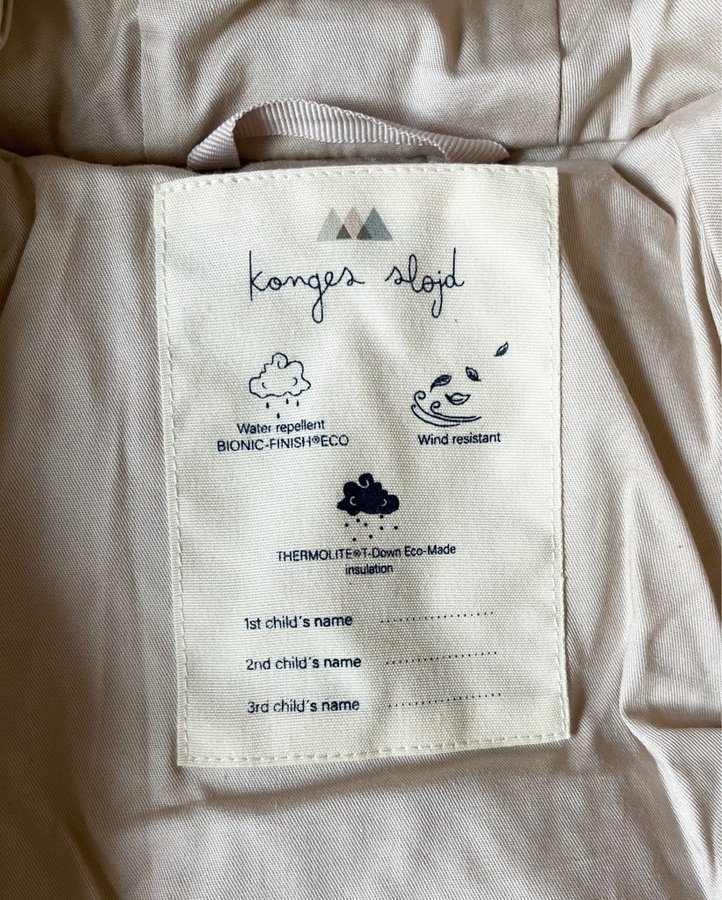 konges sløjd
Water repellent
BIONIC-FINISH®ECO
Wind resistant
THERMOLITE®T-Down Eco-Made
insulation
1st child´s name ...................
2nd child´s name ...................
3rd child´s name ...................